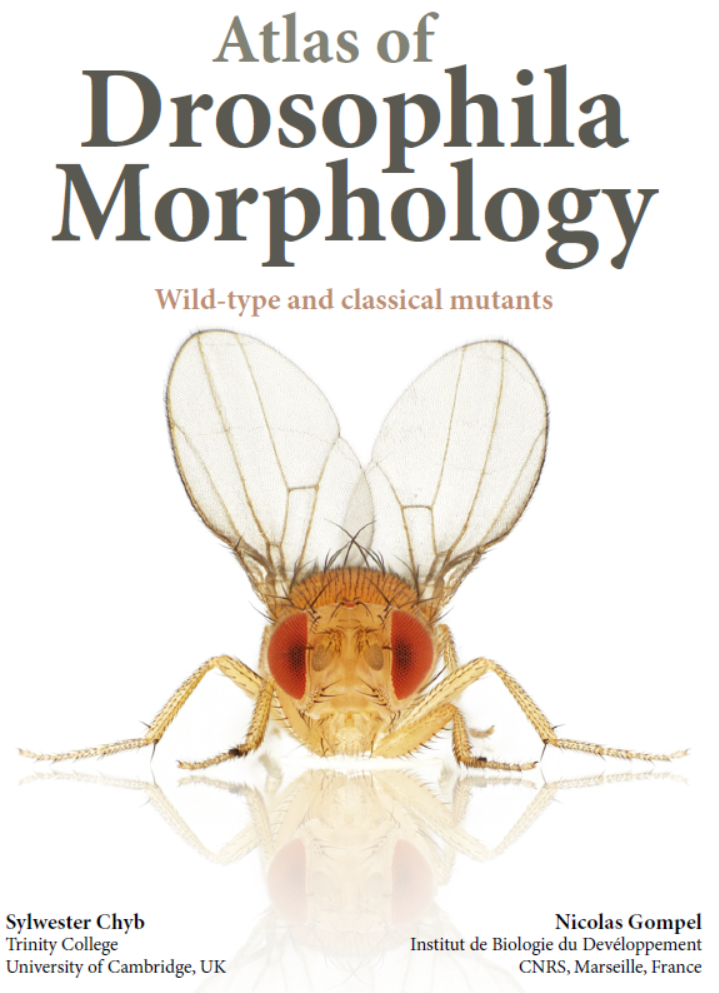 Atlas of
Drosophila
Morphology
Wild-type and classical mutants
Sylwester Chyb
Trinity College
University of Cambridge, UK
Nicolas Gompel
Institut de Biologie du Devéloppement
CNRS, Marseille, France